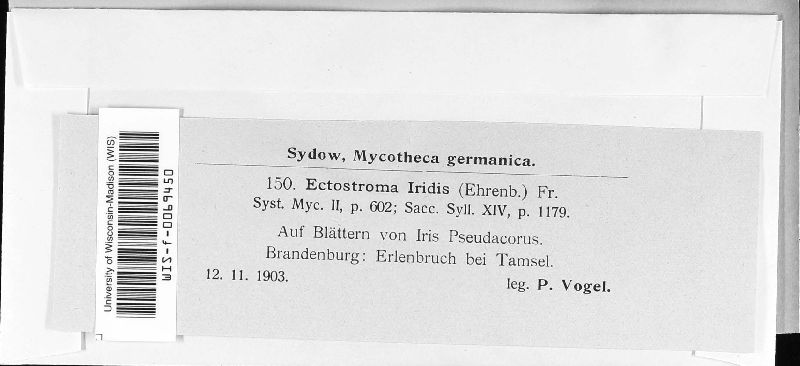 Sydow, Mycotheca germanica.
150. Ectostroma Iridis (Ehrenb.) Fr.
Syst. Myc. II, p. 602; Sacc. Syll. XIV, p. 1179.
Auf Blättern von Iris Pseudacorus.
Brandenburg: Erlenbruch bei Tamsel.
12. 11. 1903. leg. P. Vogel.
University of Wisconsin-Madison (WIS)
WIS-f-0069450